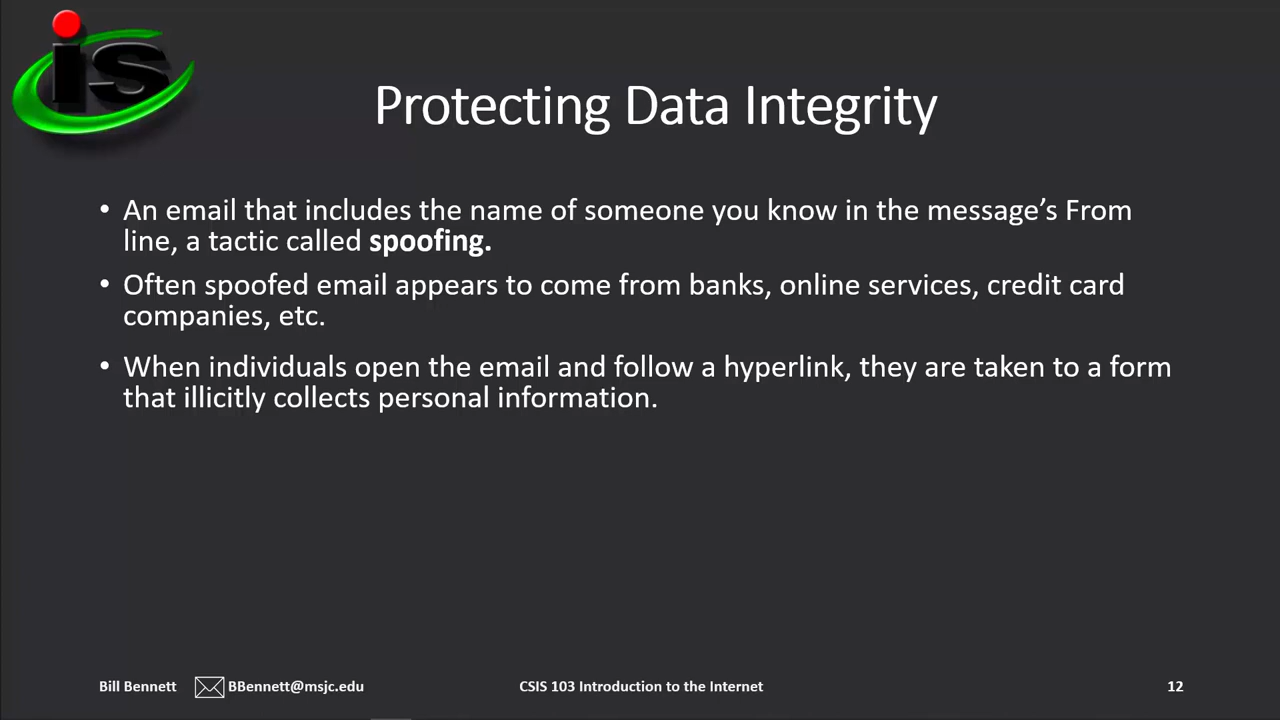 is
Protecting Data Integrity
• An email that includes the name of someone you know in the message’s From
line, a tactic called spoofing.
• Often spoofed email appears to come from banks, online services, credit card
companies, etc.
• When individuals open the email and follow a hyperlink, they are taken to a form
that illicitly collects personal information.
Bill Bennett BBennett@msjc.edu CSIS 103 Introduction to the Internet 12